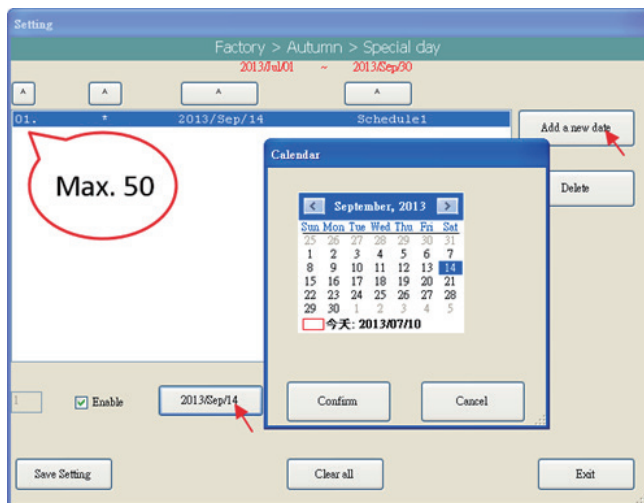 Setting
Factory > Autumn > Special day
2013/Jul/01 ~ 2013/Sep/30
^ ^ ^ ^
01. * 2013/Sep/14 Schedule1
Add a new date
Max. 50
Delete
Calendar
September, 2013
Sun Mon Tue Wed Thu Fri Sat
25 26 27 28 29 30 31
1 2 3 4 5 6 7
8 9 10 11 12 13 14
15 16 17 18 19 20 21
22 23 24 25 26 27 28
29 30 1 2 3 4 5
今天: 2013/07/10
1 Enable 2013/Sep/14
Confirm Cancel
Save Setting Clear all Exit